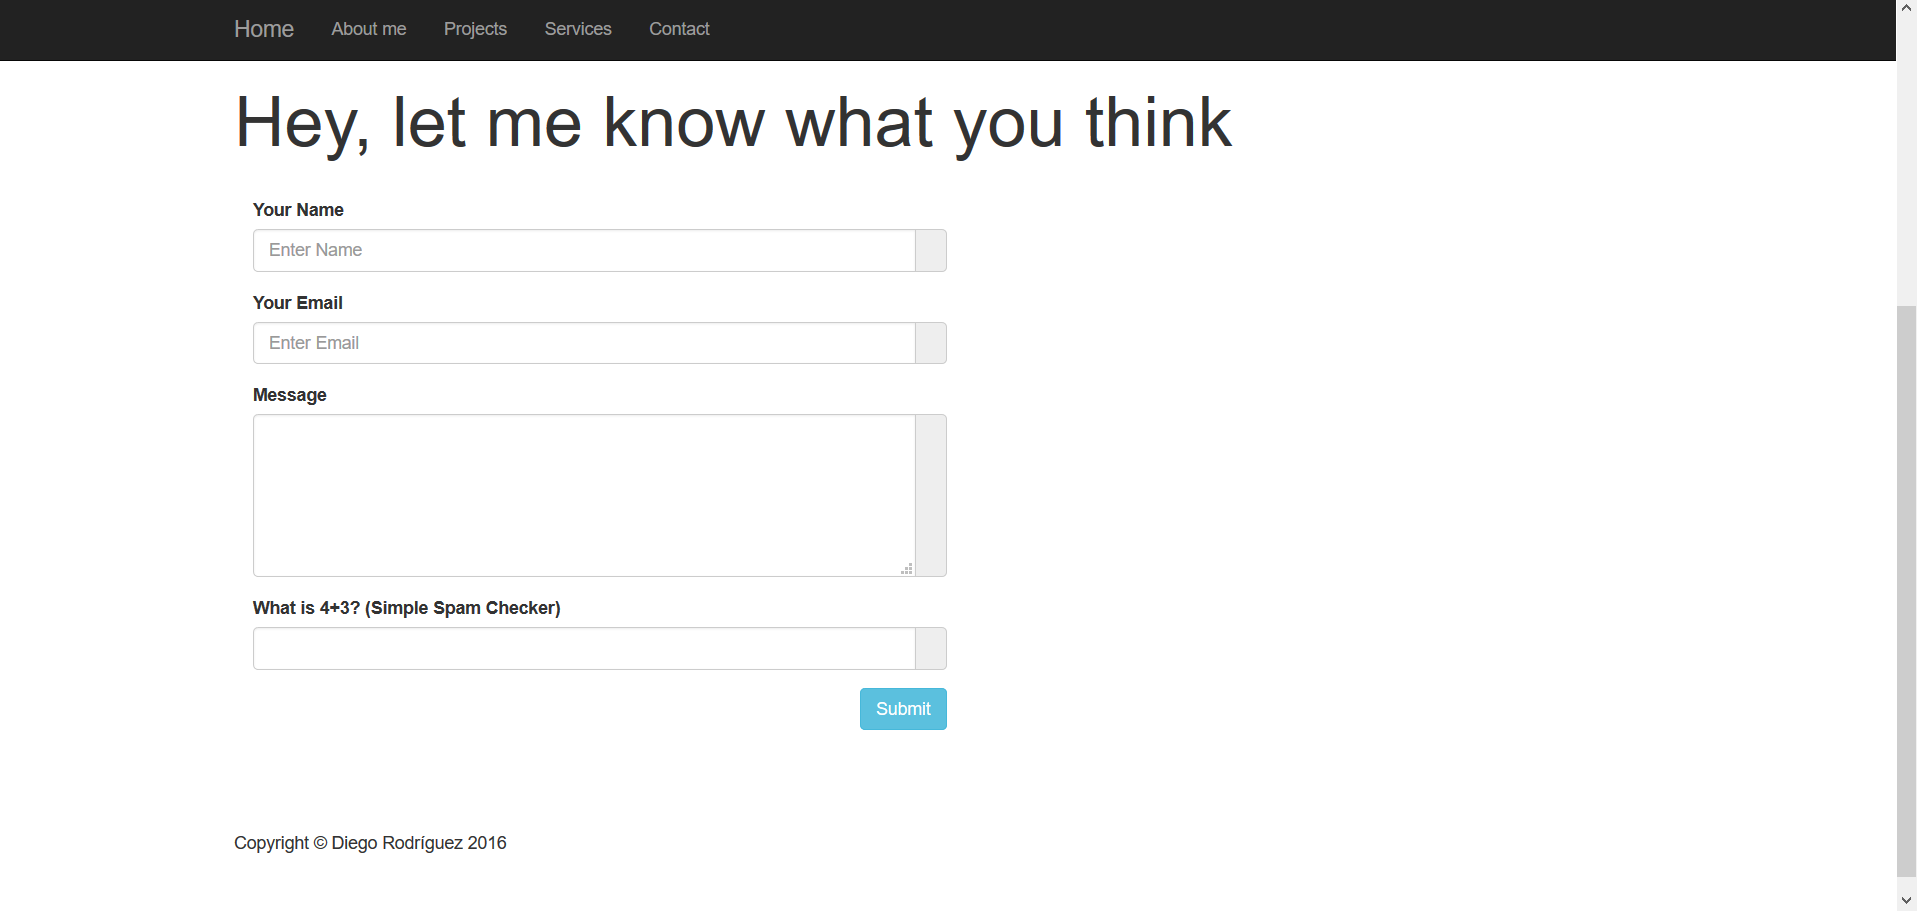 Home About me Projects Services Contact
Hey, let me know what you think
Your Name
Enter Name
Your Email
Enter Email
Message
What is 4+3? (Simple Spam Checker)
Submit
Copyright © Diego Rodríguez 2016